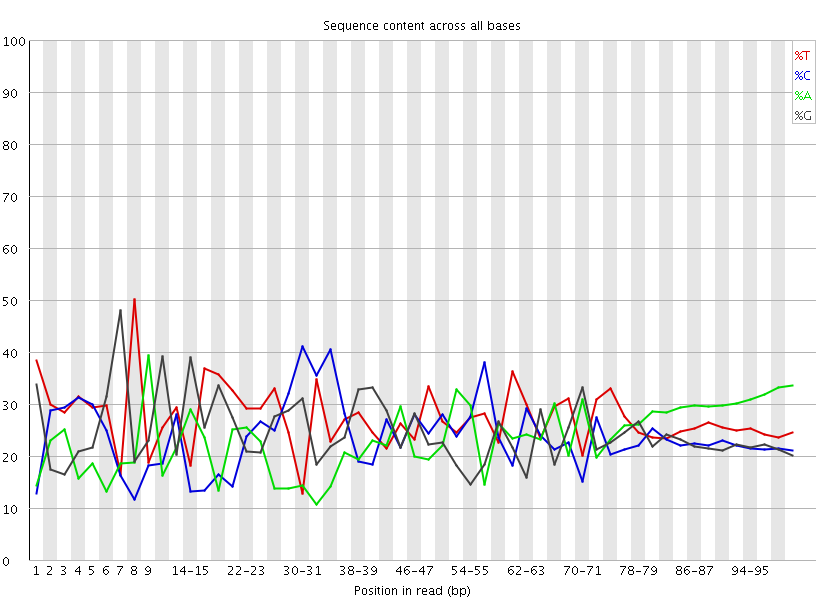 Sequence content across all bases
100
90
80
70
60
50
40
30
20
10
0
%T
%C
%A
%G
1 2 3 4 5 6 7 8 9 14-15 22-23 30-31 38-39 46-47 54-55 62-63 70-71 78-79 86-87 94-95
Position in read (bp)